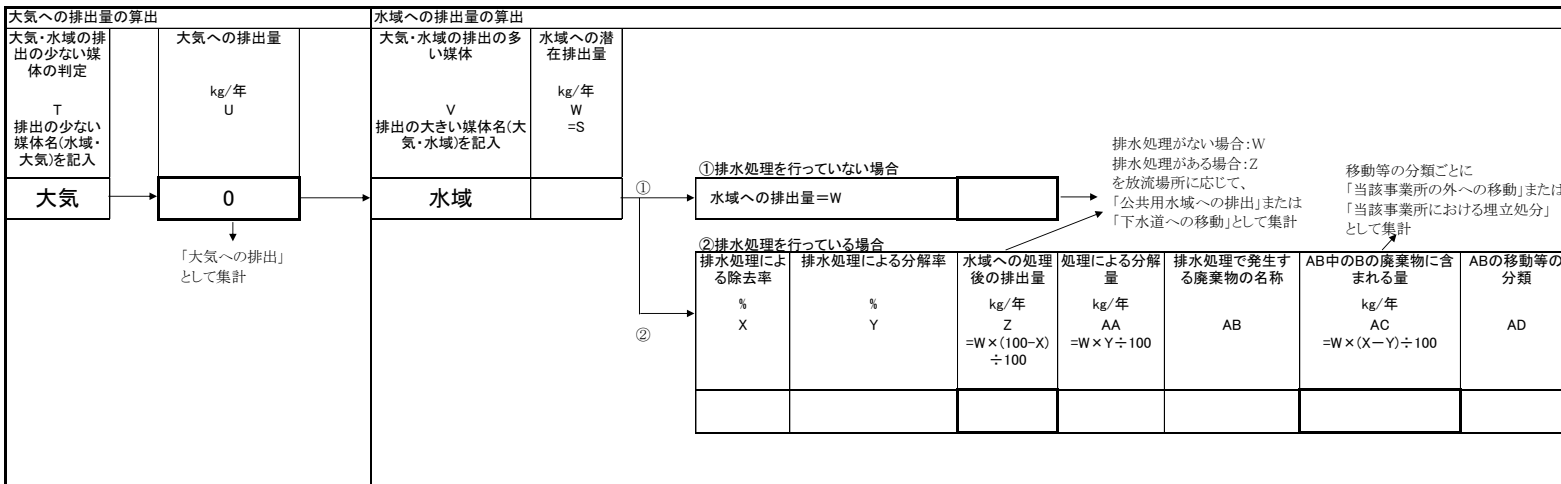 大気への排出量の算出
水域への排出量の算出
大気・水域の排
出の少ない媒
体の判定
T
排出の少ない
媒体名(水域・
大気)を記入
大気への排出量
kg/年
U
大気・水域の排出の多
い媒体
V
排出の大きい媒体名(大
気・水域)を記入
水域への潜
在排出量
kg/年
W
=S
大気
0
水域
「大気への排出」
として集計
①
②
①排水処理を行っていない場合
水域への排出量=W
排水処理がない場合:W
排水処理がある場合:Z
を放流場所に応じて、
「公共用水域への排出」または
「下水道への移動」として集計
移動等の分類ごとに
「当該事業所の外への移動」または
「当該事業所における埋立処分」
として集計
②排水処理を行っている場合
排水処理によ
る除去率
%
X
排水処理による分解率
%
Y
水域への処理
後の排出量
kg/年
Z
=W×(100-X)
÷100
処理による分解
量
kg/年
AA
=W×Y÷100
排水処理で発生す
る廃棄物の名称
AB
AB中のBの廃棄物に含
まれる量
kg/年
AC
=W×(X-Y)÷100
ABの移動等の
分類
AD